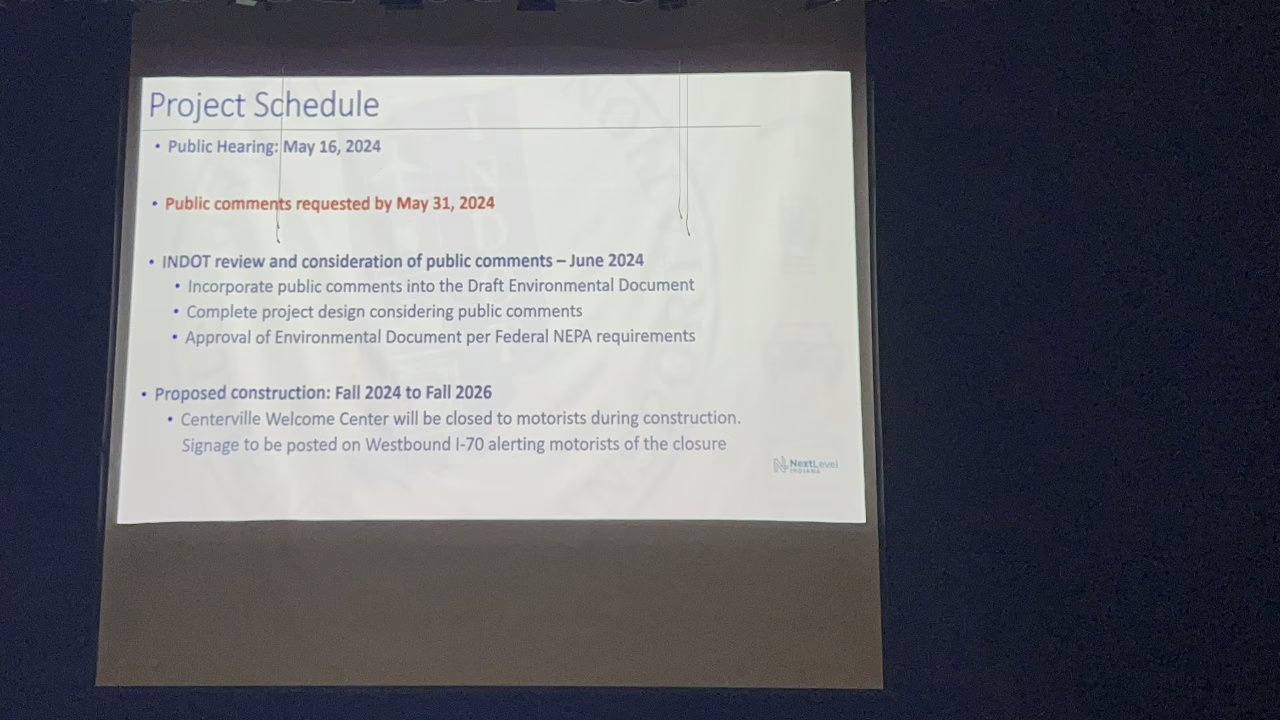 Project Schedule
• Public Hearing: May 16, 2024
• Public comments requested by May 31, 2024
• INDOT review and consideration of public comments – June 2024
• Incorporate public comments into the Draft Environmental Document
• Complete project design considering public comments
• Approval of Environmental Document per Federal NEPA requirements
• Proposed construction: Fall 2024 to Fall 2026
• Centerville Welcome Center will be closed to motorists during construction.
Signage to be posted on Westbound I-70 alerting motorists of the closure
NextLevel
INDIANA